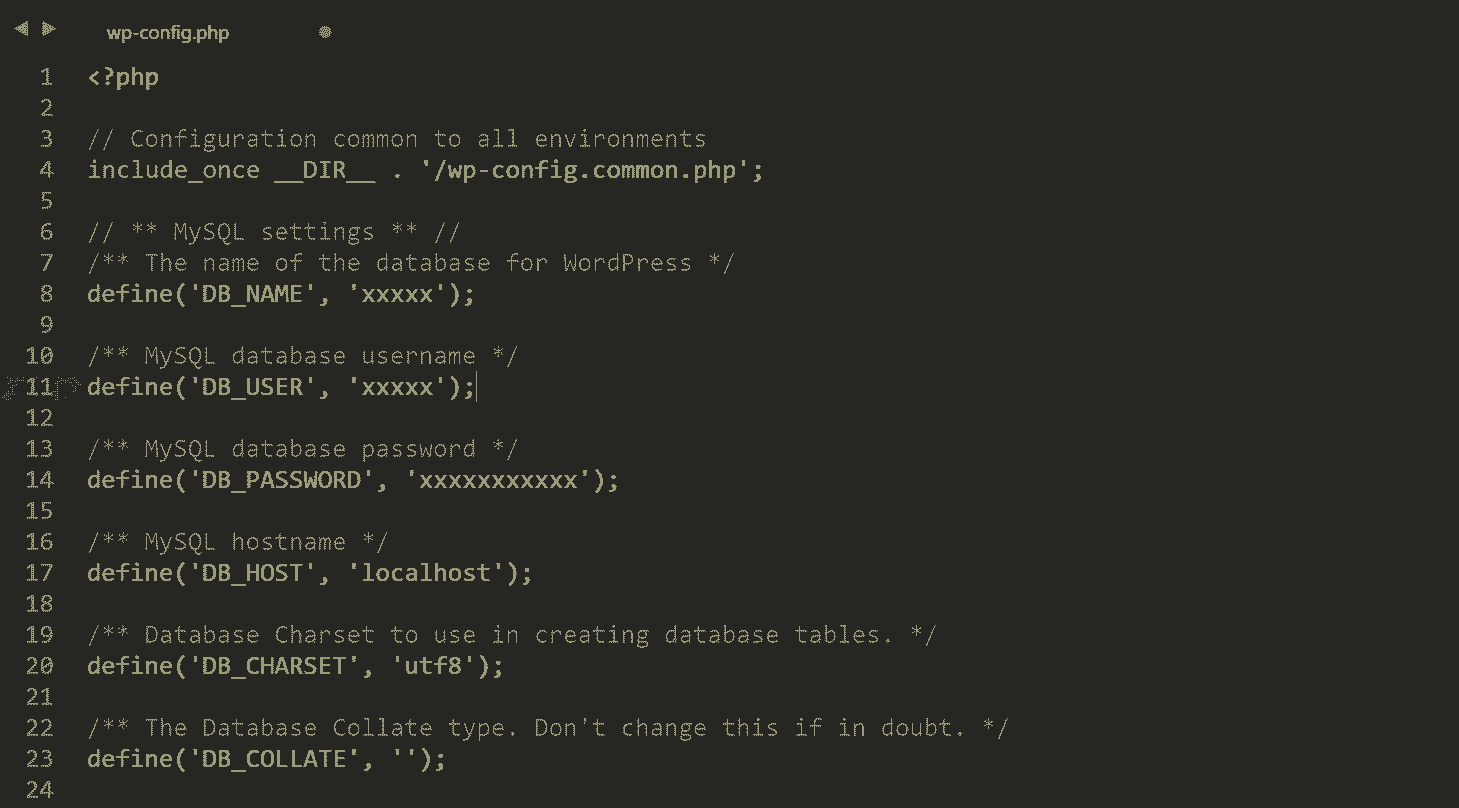 wp-config.php
1 <?php
2
3 // Configuration common to all environments
4 include_once __DIR__ . '/wp-config.common.php';
5
6 // ** MySQL settings ** //
7 /** The name of the database for WordPress */
8 define('DB_NAME', 'xxxxx');
9
10 /** MySQL database username */
11 define('DB_USER', 'xxxxx');
12
13 /** MySQL database password */
14 define('DB_PASSWORD', 'xxxxxxxxxxx');
15
16 /** MySQL hostname */
17 define('DB_HOST', 'localhost');
18
19 /** Database Charset to use in creating database tables. */
20 define('DB_CHARSET', 'utf8');
21
22 /** The Database Collate type. Don't change this if in doubt. */
23 define('DB_COLLATE', '');
24